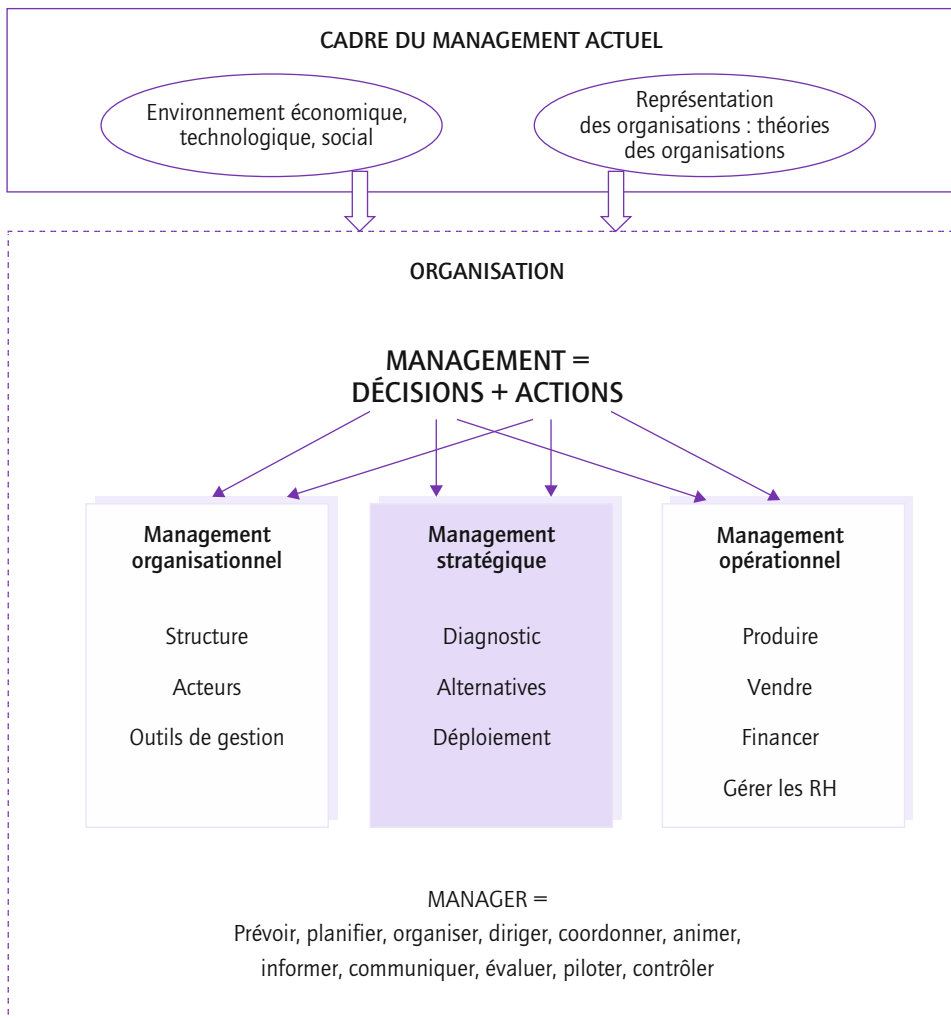 CADRE DU MANAGEMENT ACTUEL
Environnement économique,
technologique, social
Représentation
des organisations : théories
des organisations
ORGANISATION
MANAGEMENT =
DÉCISIONS + ACTIONS
Management
organisationnel
Structure
Acteurs
Outils de gestion
Management
stratégique
Diagnostic
Alternatives
Déploiement
Management
opérationnel
Produire
Vendre
Financer
Gérer les RH
MANAGER =
Prévoir, planifier, organiser, diriger, coordonner, animer,
informer, communiquer, évaluer, piloter, contrôler